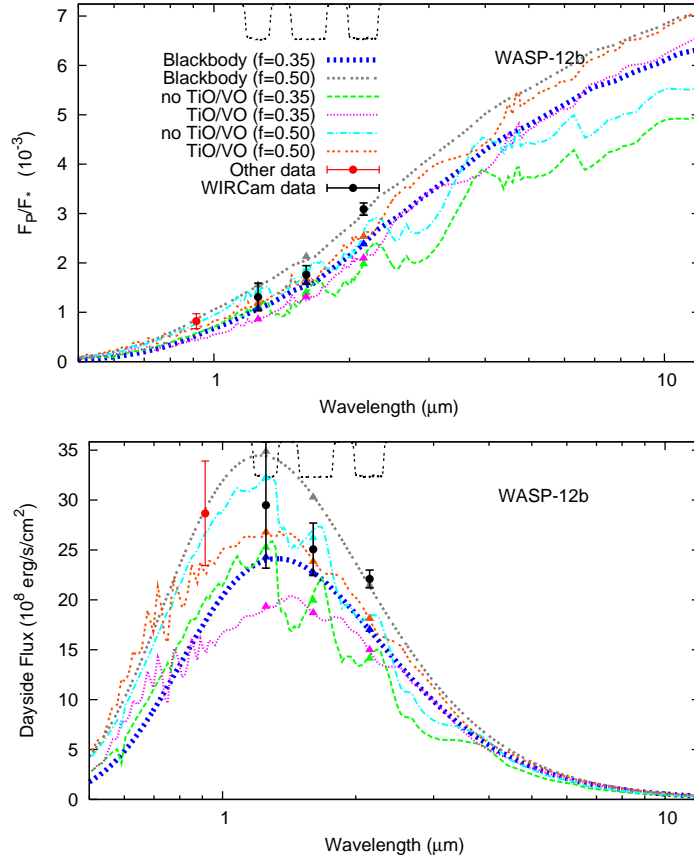 7
6
5
4
3
2
1
0
F_P/F_* (10^-3)
WASP-12b
Blackbody (f=0.35)
Blackbody (f=0.50)
no TiO/VO (f=0.35)
TiO/VO (f=0.35)
no TiO/VO (f=0.50)
TiO/VO (f=0.50)
Other data
WIRCam data
1 10
Wavelength (μm)
35
30
25
20
15
10
5
0
Dayside Flux (10^8 erg/s/cm^2)
WASP-12b
1 10
Wavelength (μm)